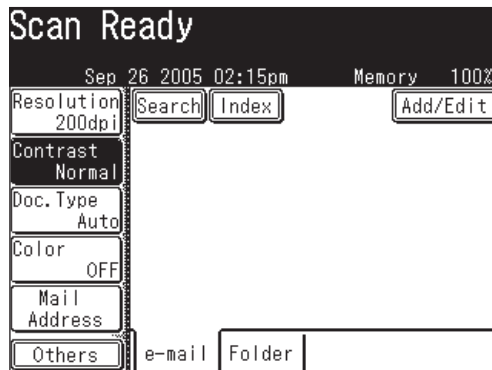 Scan Ready
Sep 26 2005 02:15pm Memory 100%
Resolution
200dpi
Search Index Add/Edit
Contrast
Normal
Doc.Type
Auto
Color
OFF
Mail
Address
Others
e-mail Folder